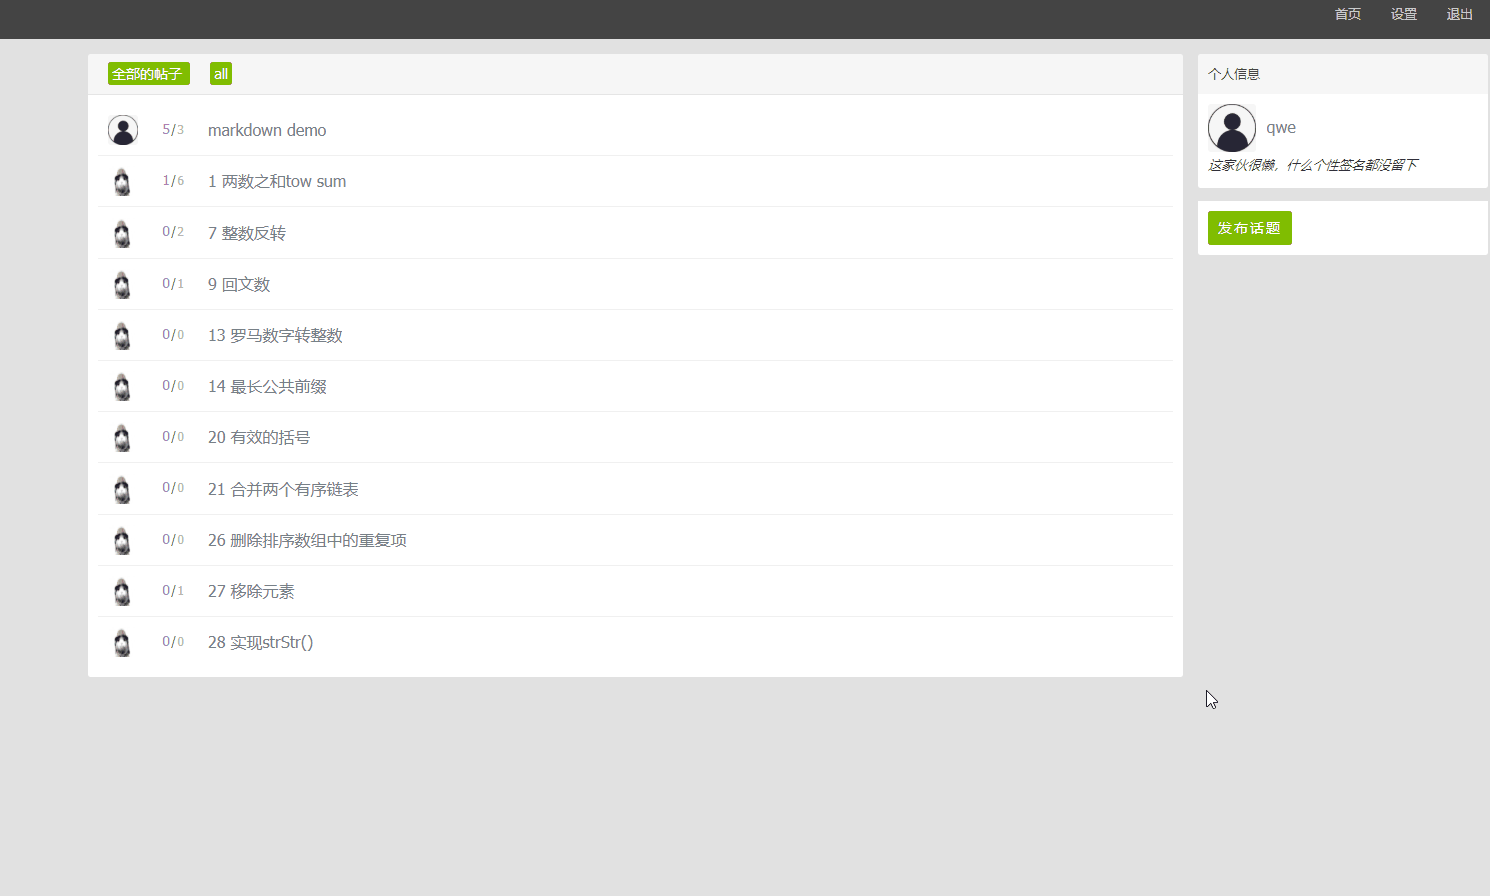 首页 设置 退出
全部的帖子 all
5/3 markdown demo
1/6 1 两数之和tow sum
0/2 7 整数反转
0/1 9 回文数
0/0 13 罗马数字转整数
0/0 14 最长公共前缀
0/0 20 有效的括号
0/0 21 合并两个有序链表
0/0 26 删除排序数组中的重复项
0/1 27 移除元素
0/0 28 实现strStr()
个人信息
qwe
这家伙很懒，什么个性签名都没留下
发布话题